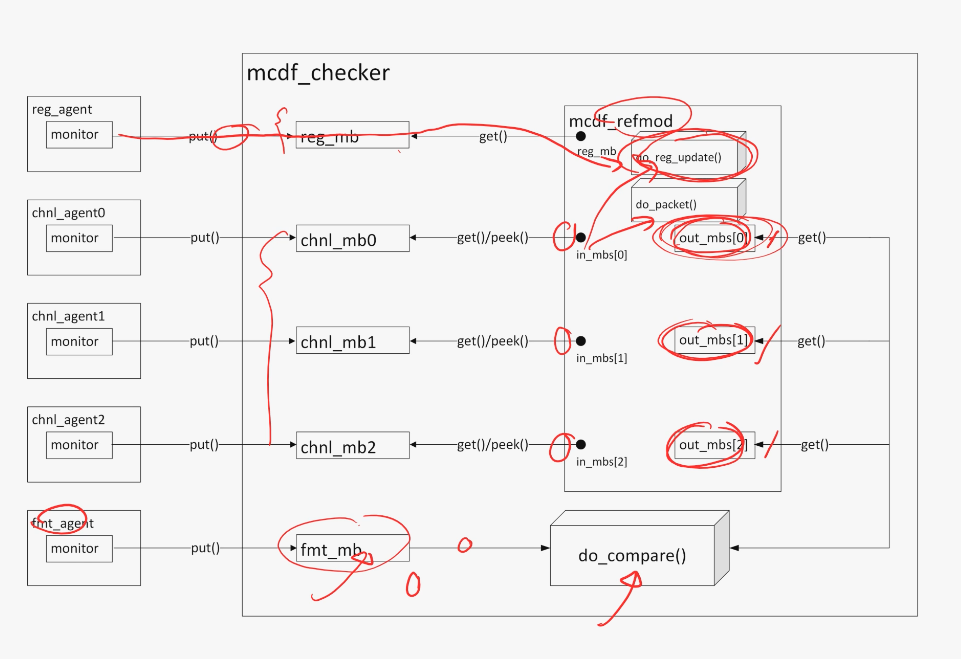 mcdf_checker
reg_agent
monitor
put()
reg_mb
get()
mcdf_refmod
reg_mb
do_reg_update()
do_packet()
chnl_agent0
monitor
put()
chnl_mb0
get()/peek()
in_mbs[0]
out_mbs[0]
get()
chnl_agent1
monitor
put()
chnl_mb1
get()/peek()
in_mbs[1]
out_mbs[1]
get()
chnl_agent2
monitor
put()
chnl_mb2
get()/peek()
in_mbs[2]
out_mbs[2]
get()
fmt_agent
monitor
put()
fmt_mb
do_compare()